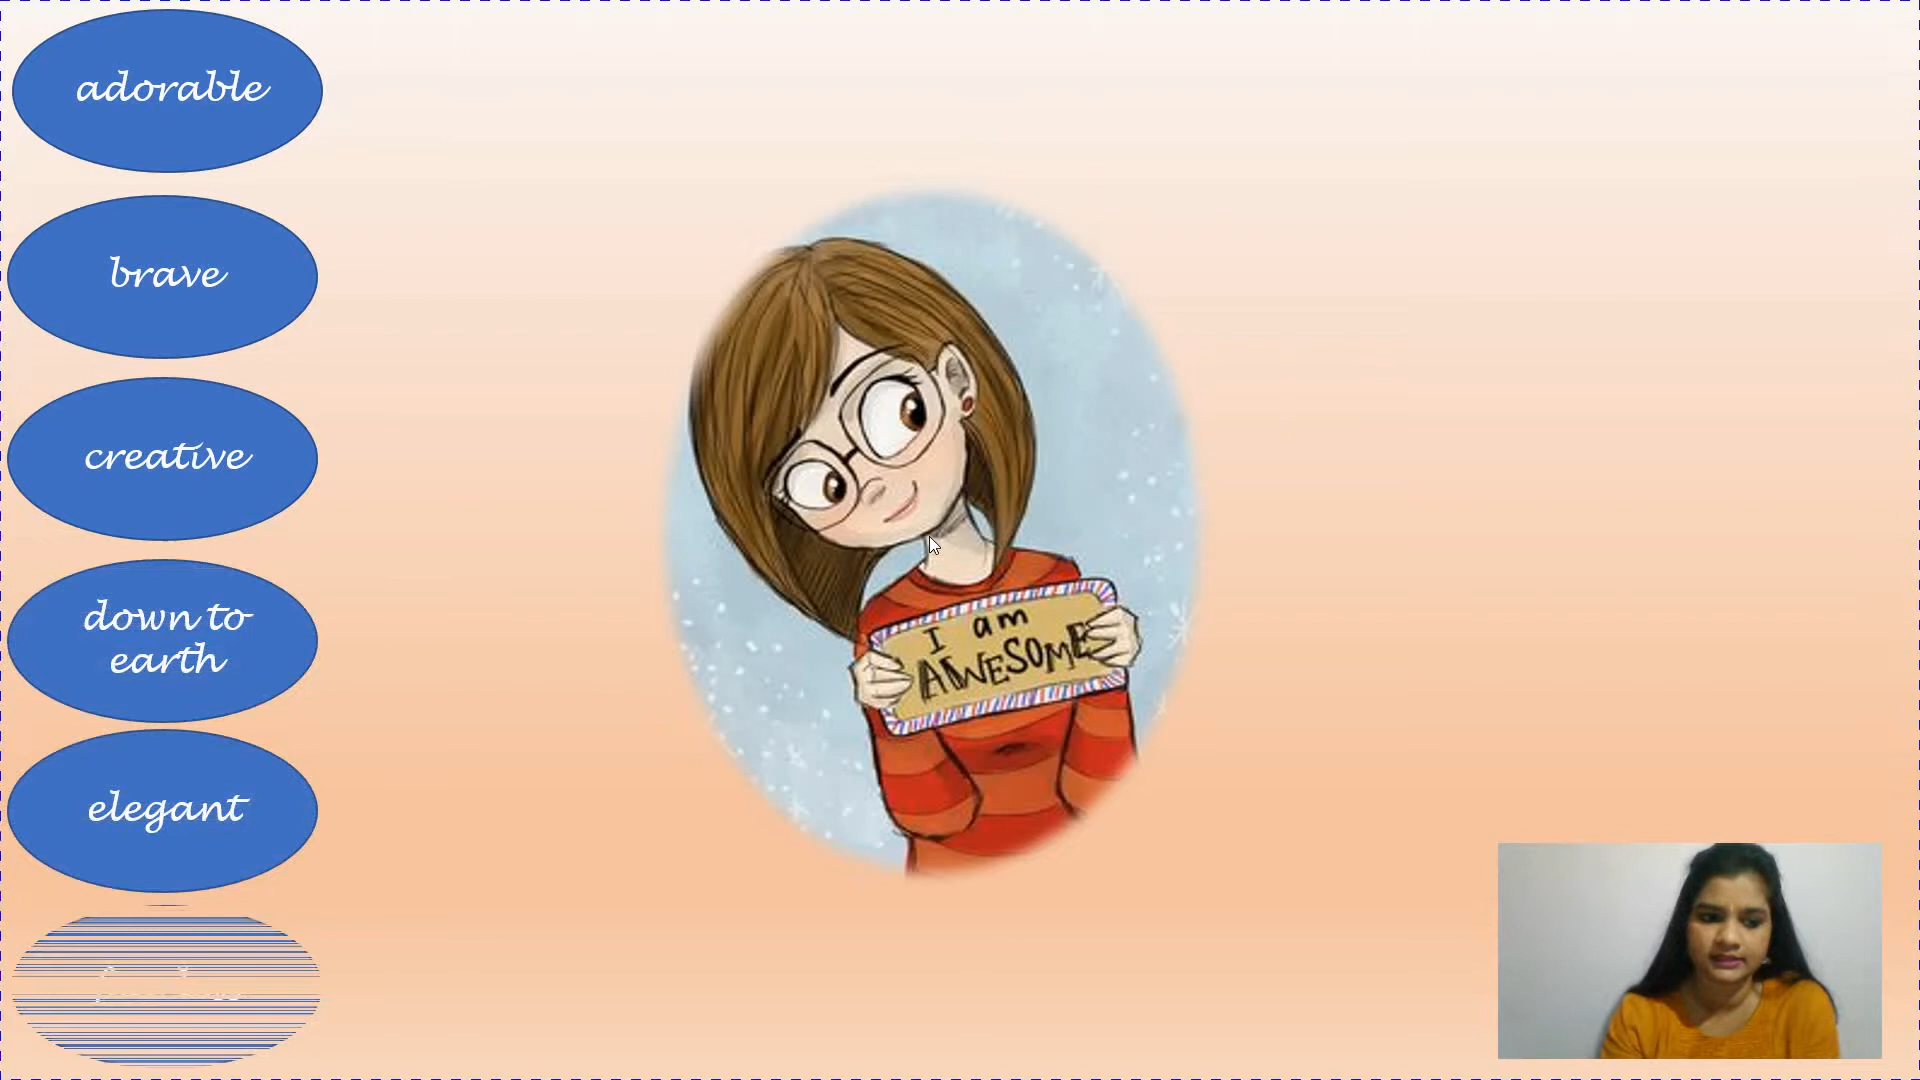 adorable
brave
creative
down to
earth
elegant
I am
AWESOME